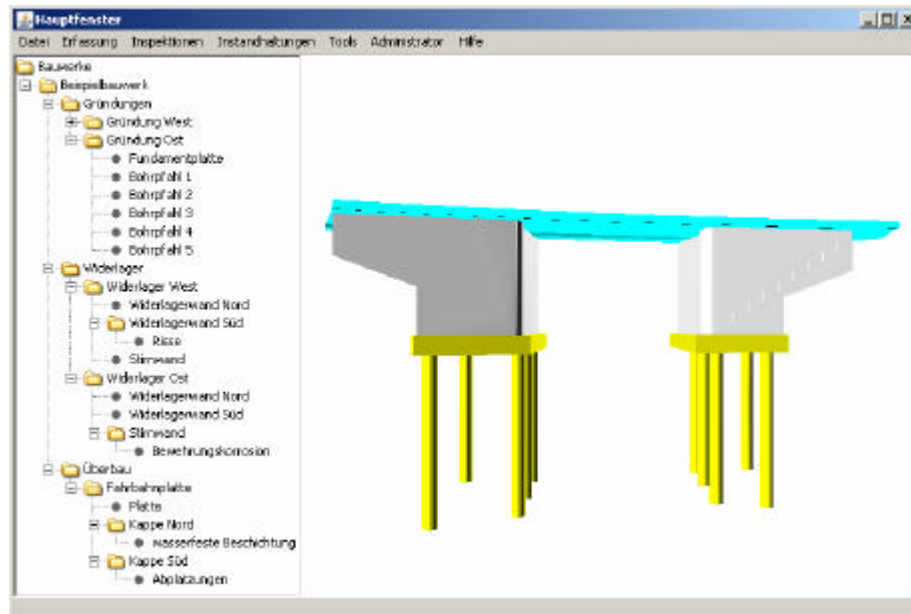 Hauptfenster
Datei Erfassung Inspektionen Instandhaltungen Tools Administrator Hilfe
Bauwerke
Beispielbauwerk
Gründungen
Gründung West
Gründung Ost
Fundamentplatte
Bohrpfahl 1
Bohrpfahl 2
Bohrpfahl 3
Bohrpfahl 4
Bohrpfahl 5
Widerlager
Widerlager West
Widerlagerwand Nord
Widerlagerwand Süd
Risse
Stirnwand
Widerlager Ost
Widerlagerwand Nord
Widerlagerwand Süd
Stirnwand
Bewehrungskorrosion
Überbau
Fahrbahnplatte
Platte
Kappe Nord
wasserfeste Beschichtung
Kappe Süd
Abplatzungen